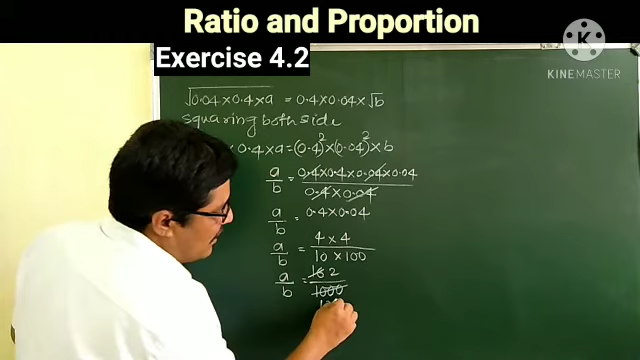 Ratio and Proportion
Exercise 4.2
KINEMASTER
√0.04×0.4×a = 0.4×0.04×√b
squaring both side
× 0.4×a = (0.4)²×(0.04)²×b
a/b = 0.4×0.4×0.04×0.04 / 0.4×0.04
a/b = 0.4×0.04
a/b = 4×4 / 10×100
a/b = 16 2 / 1000